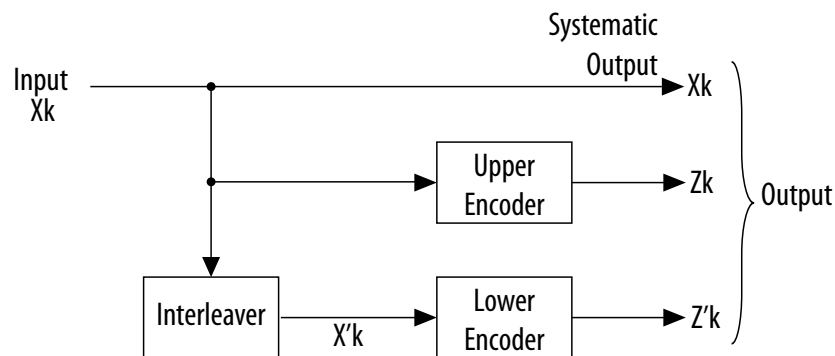 Systematic
Output
Input
Xk
Xk
Upper
Encoder
Zk
Output
Interleaver
X'k
Lower
Encoder
Z'k